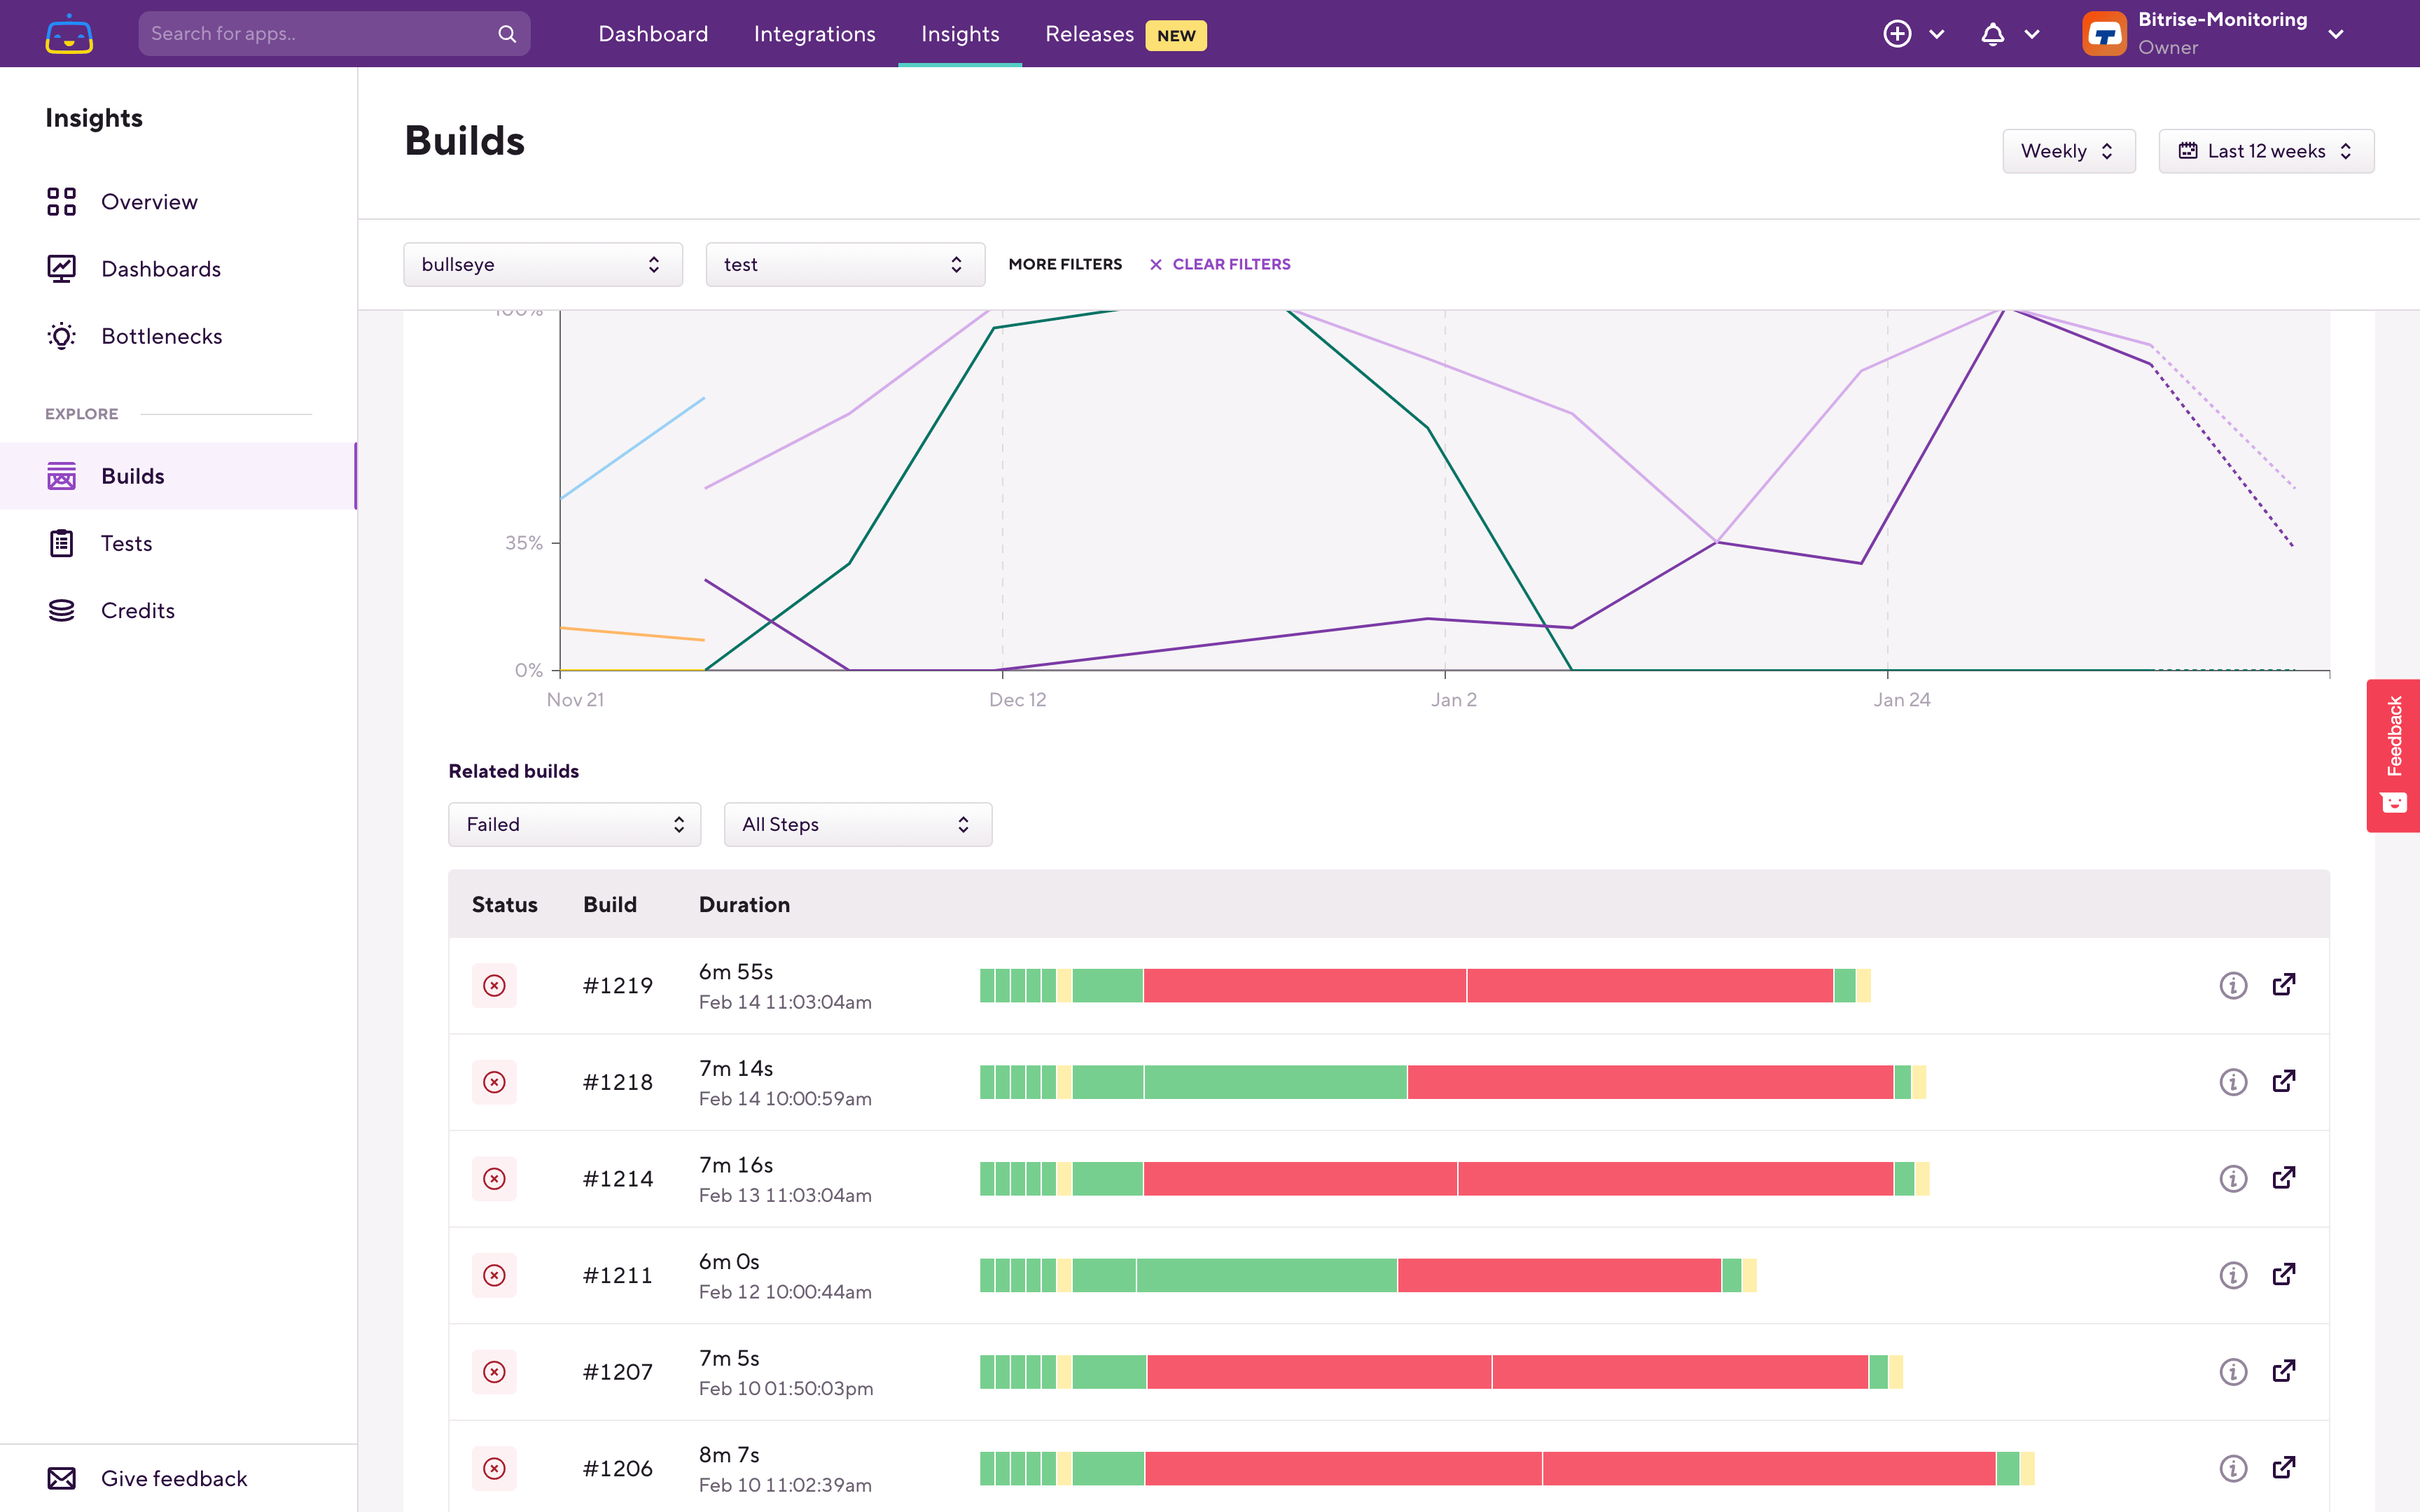 Search for apps..
Dashboard
Integrations
Insights
Releases
NEW
Bitrise-Monitoring
Owner
Insights
Overview
Dashboards
Bottlenecks
EXPLORE
Builds
Tests
Credits
Give feedback
Builds
Weekly
Last 12 weeks
bullseye
test
MORE FILTERS
CLEAR FILTERS
100%
35%
0%
Nov 21
Dec 12
Jan 2
Jan 24
Related builds
Failed
All Steps
Status Build Duration
#1219
6m 55s
Feb 14 11:03:04am
#1218
7m 14s
Feb 14 10:00:59am
#1214
7m 16s
Feb 13 11:03:04am
#1211
6m 0s
Feb 12 10:00:44am
#1207
7m 5s
Feb 10 01:50:03pm
#1206
8m 7s
Feb 10 11:02:39am
Feedback